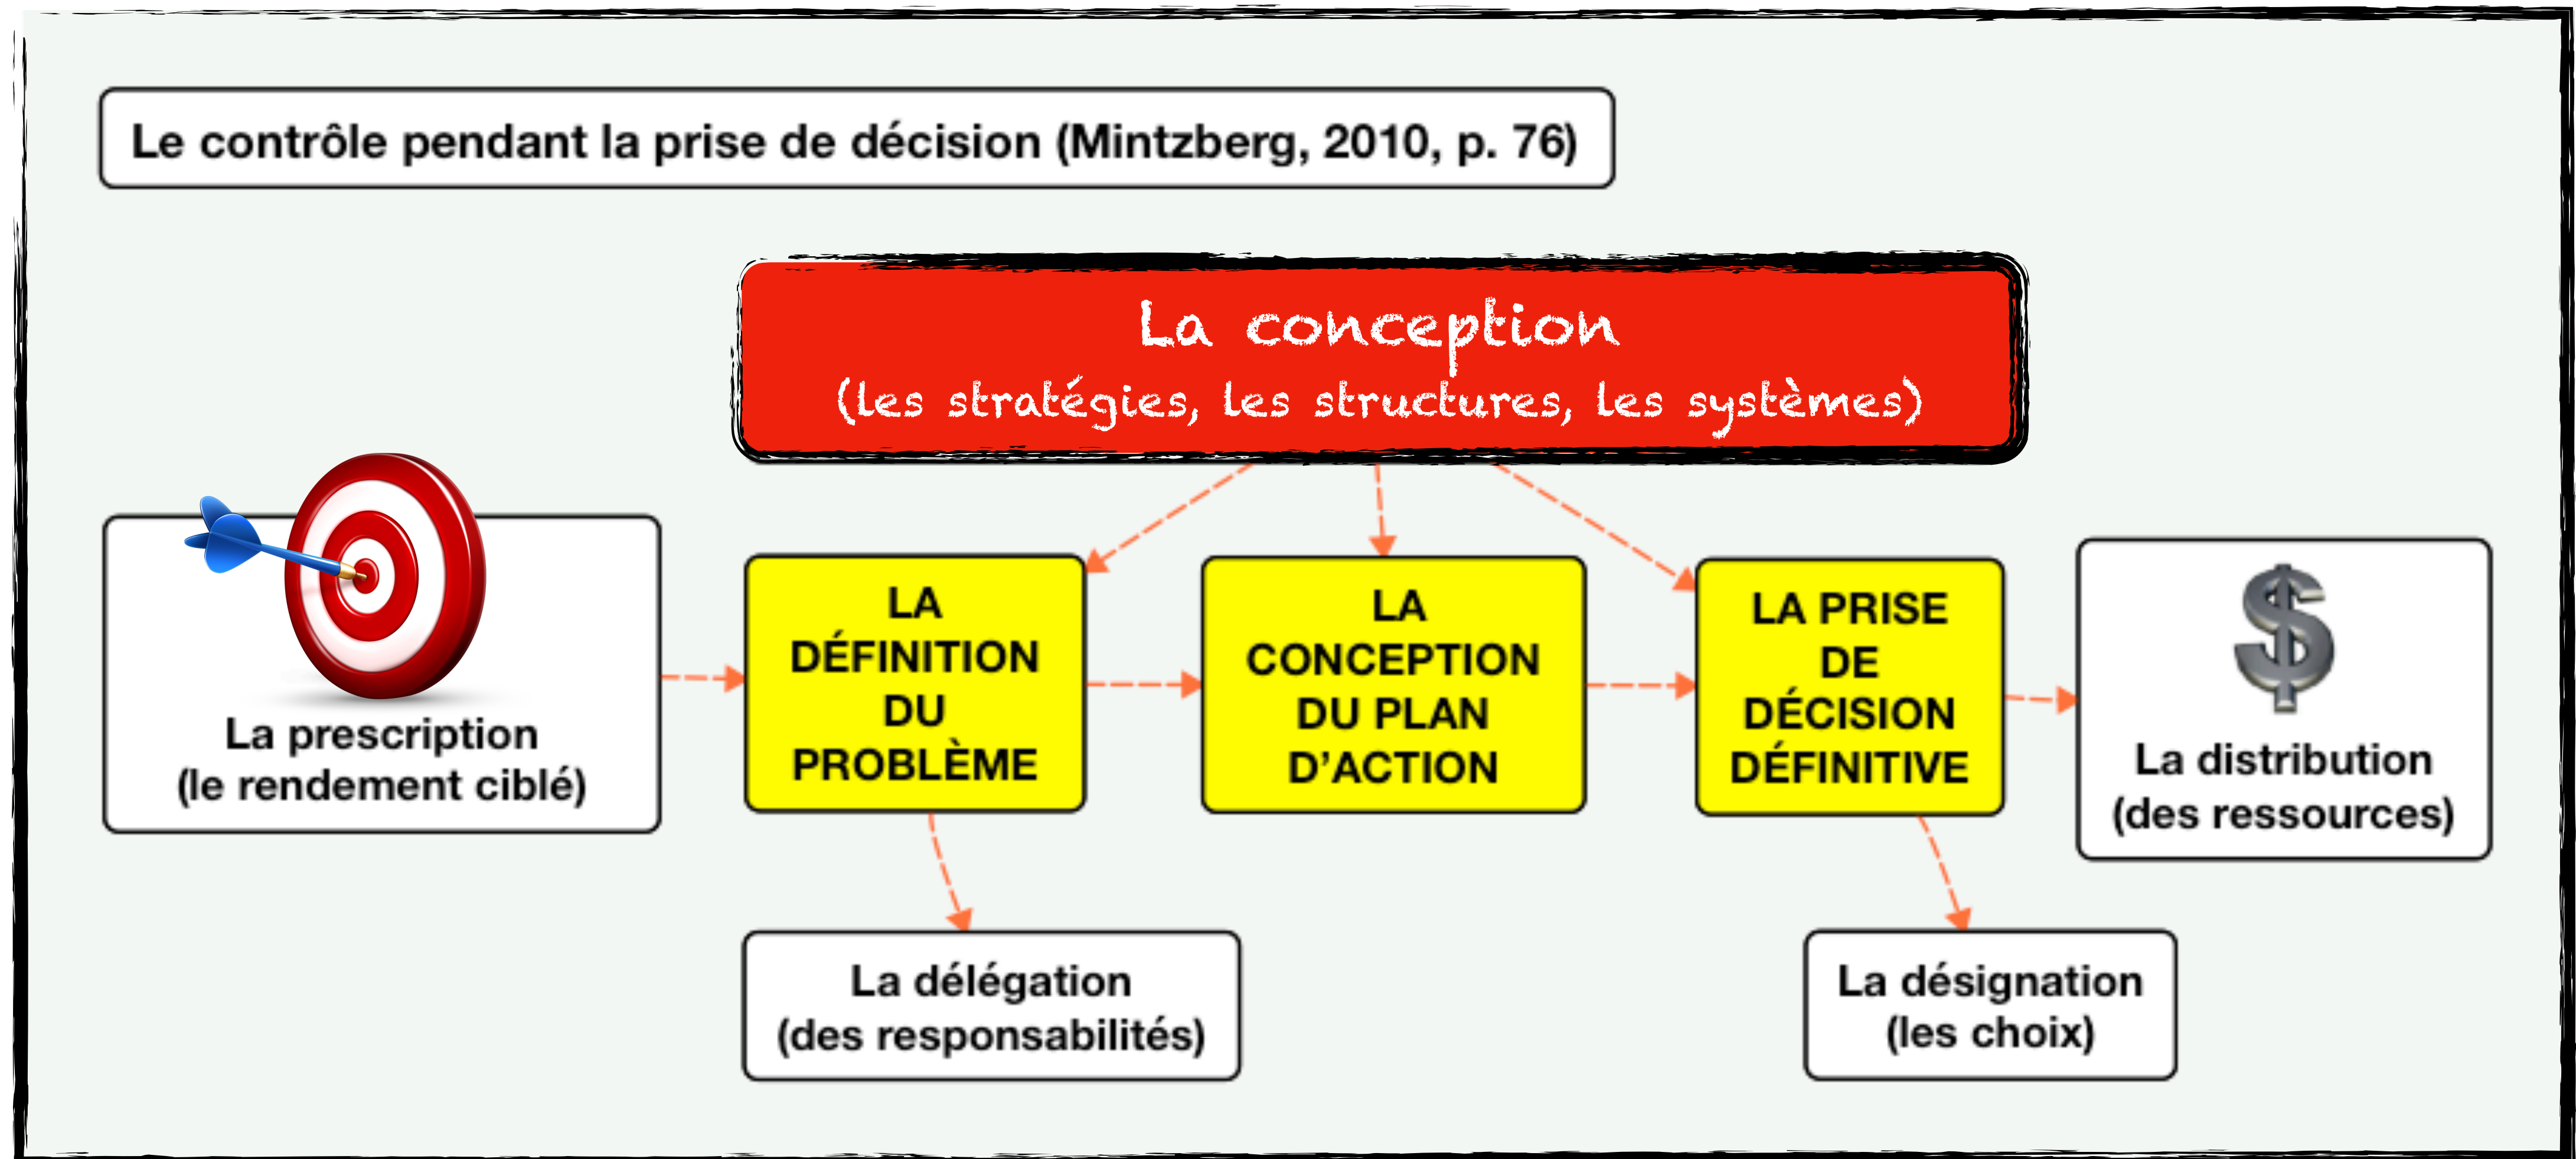 Le contrôle pendant la prise de décision (Mintzberg, 2010, p. 76)
La conception
(les stratégies, les structures, les systèmes)
La prescription
(le rendement ciblé)
LA
DÉFINITION
DU
PROBLÈME
LA
CONCEPTION
DU PLAN
D’ACTION
LA PRISE
DE
DÉCISION
DÉFINITIVE
$
La distribution
(des ressources)
La délégation
(des responsabilités)
La désignation
(les choix)